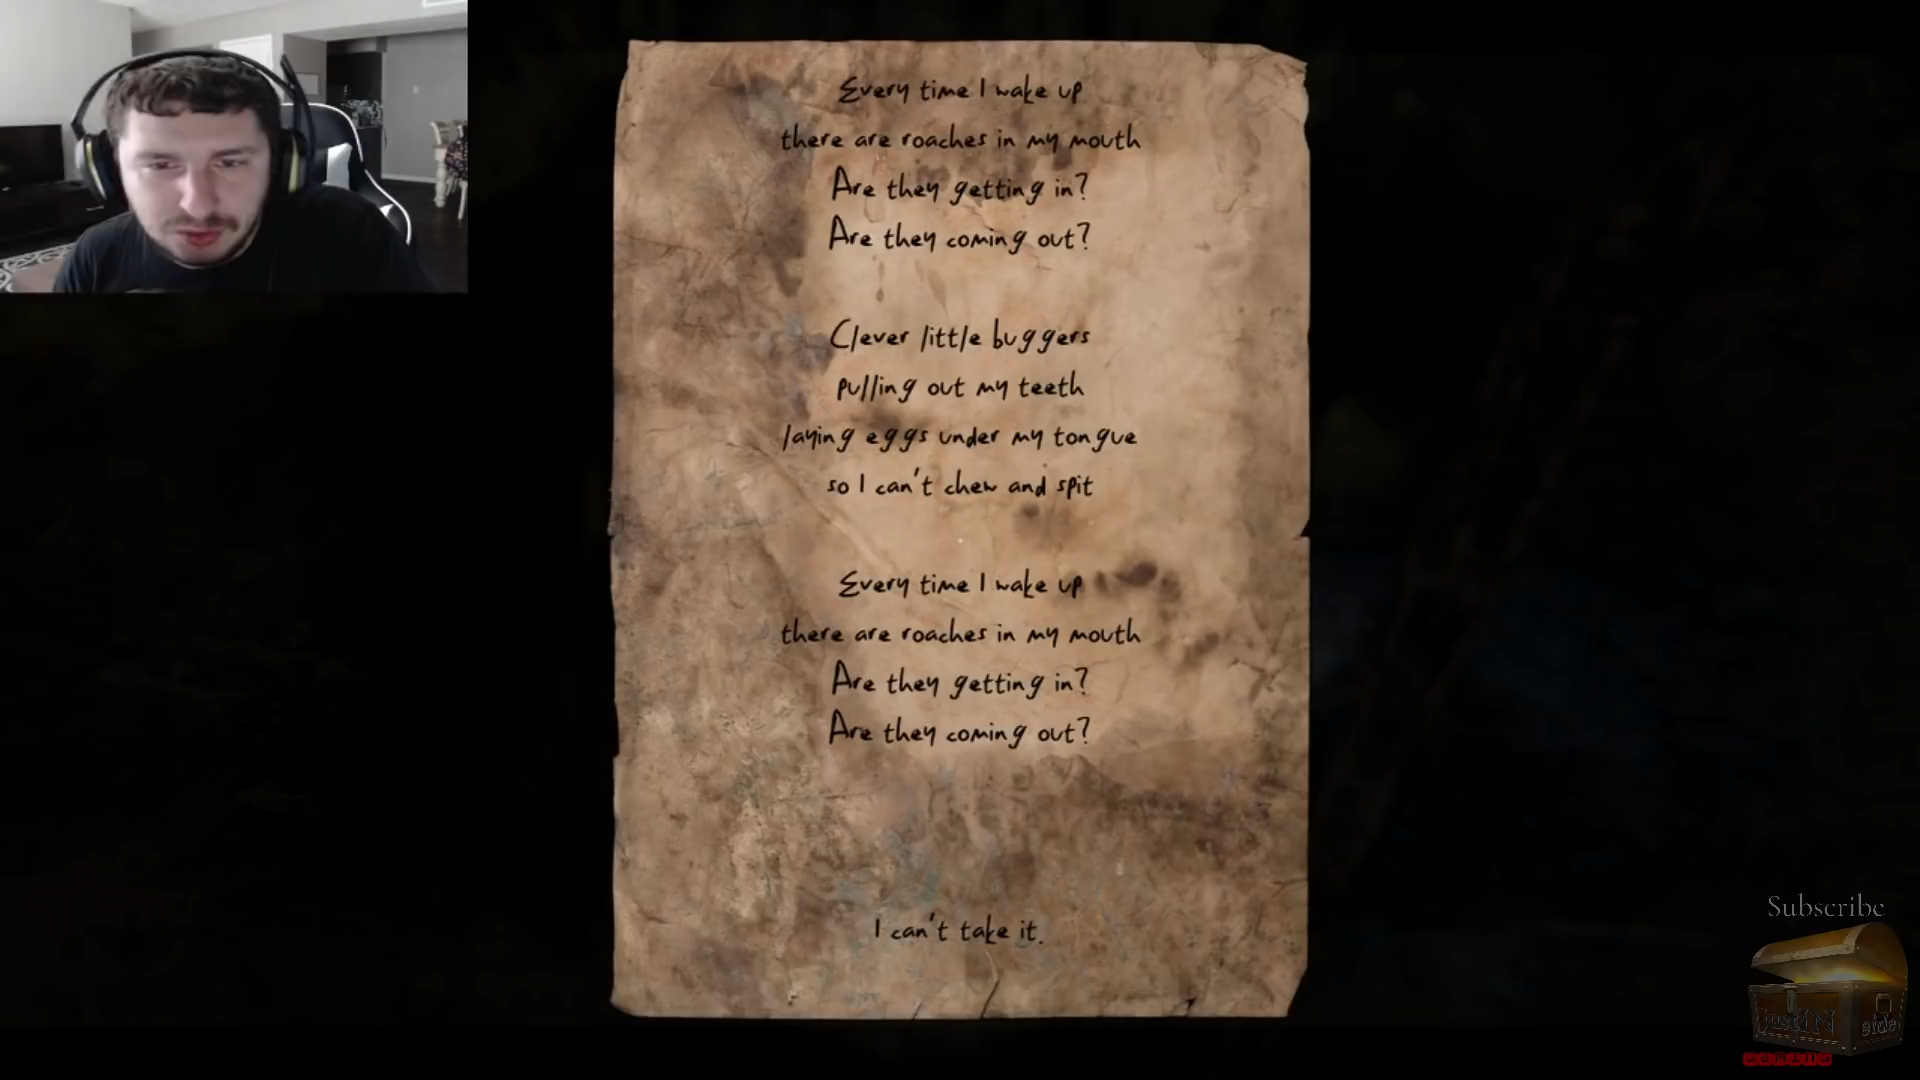 Every time I wake up
there are roaches in my mouth
Are they getting in?
Are they coming out?
Clever little buggers
pulling out my teeth
laying eggs under my tongue
so I can't chew and spit
Every time I wake up
there are roaches in my mouth
Are they getting in?
Are they coming out?
I can't take it.
Subscribe
JustIN
side
GAMING